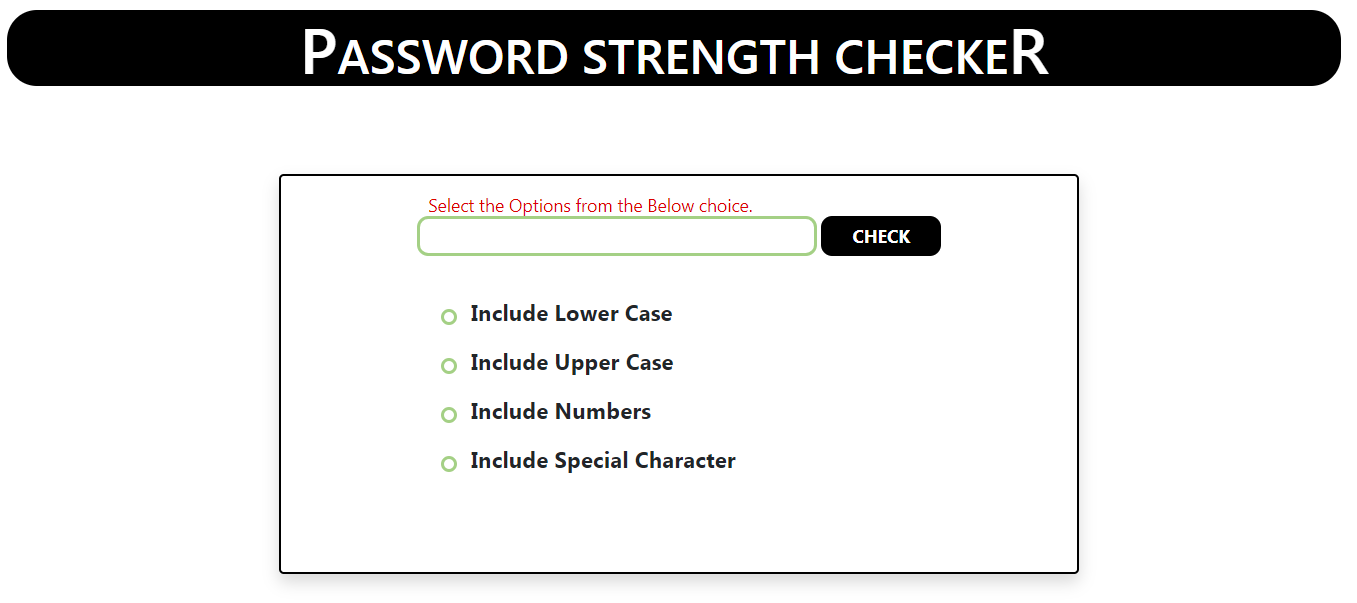 PASSWORD STRENGTH CHECKER
Select the Options from the Below choice.
CHECK
Include Lower Case
Include Upper Case
Include Numbers
Include Special Character